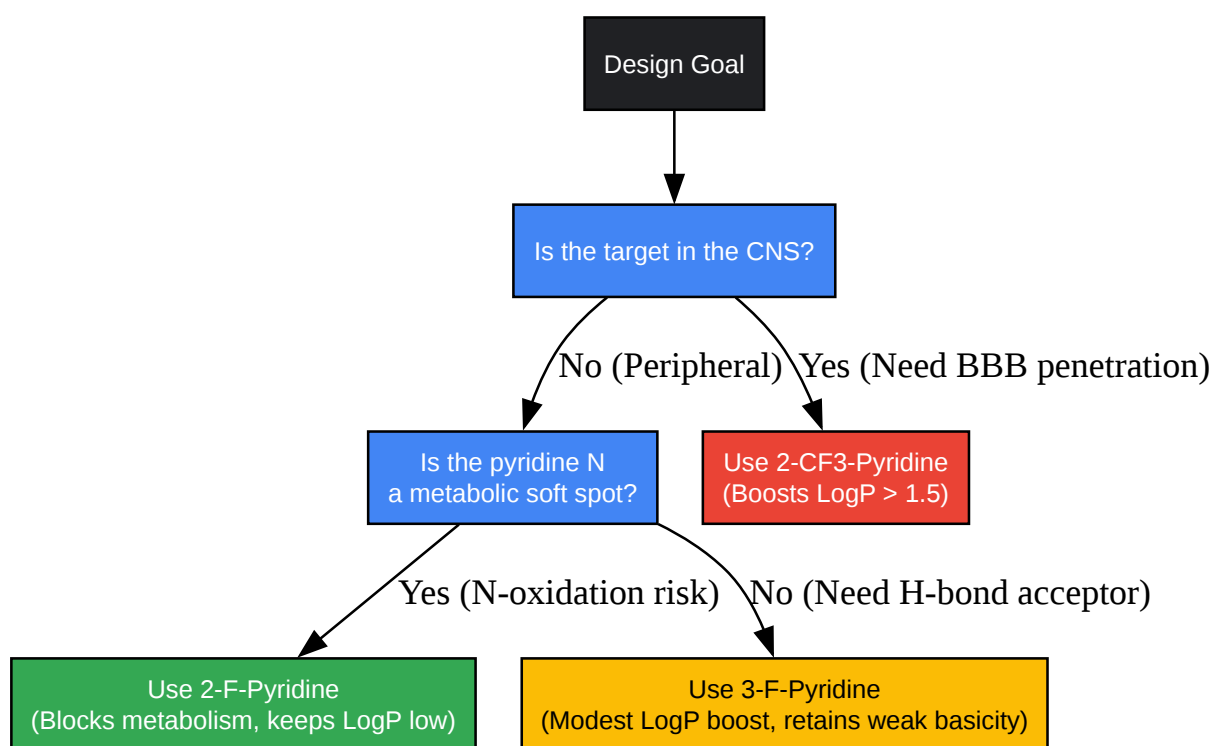 Design Goal
Is the target in the CNS?
No (Peripheral)
Yes (Need BBB penetration)
Is the pyridine N
a metabolic soft spot?
Use 2-CF3-Pyridine
(Boosts LogP > 1.5)
Yes (N-oxidation risk)
No (Need H-bond acceptor)
Use 2-F-Pyridine
(Blocks metabolism, keeps LogP low)
Use 3-F-Pyridine
(Modest LogP boost, retains weak basicity)